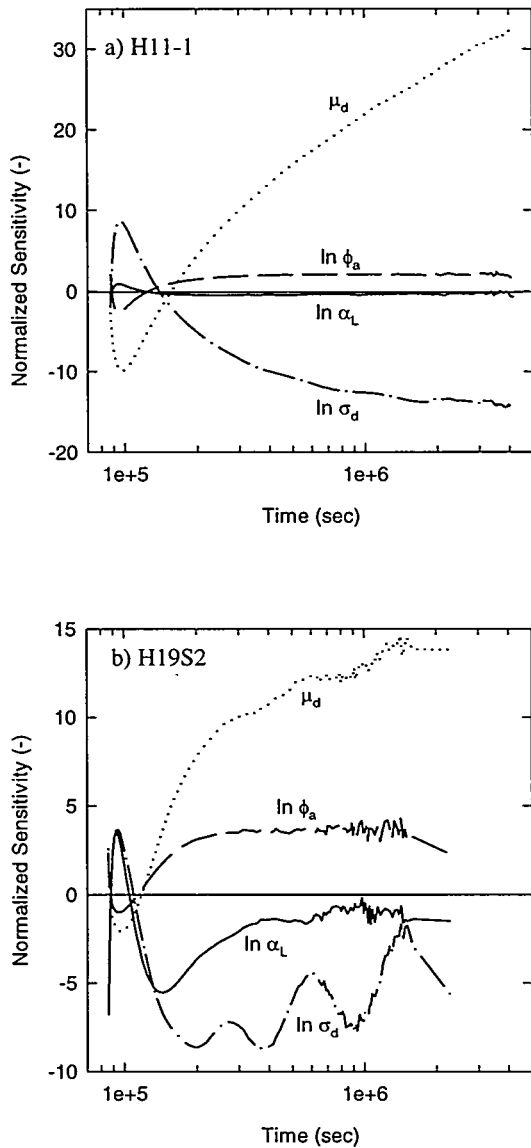 a) H11-1
Normalized Sensitivity (-)
30
20
10
0
-10
-20
μd
ln ϕa
ln αL
ln σd
1e+5
1e+6
Time (sec)
b) H19S2
Normalized Sensitivity (-)
15
10
5
0
-5
-10
μd
ln ϕa
ln αL
ln σd
1e+5
1e+6
Time (sec)